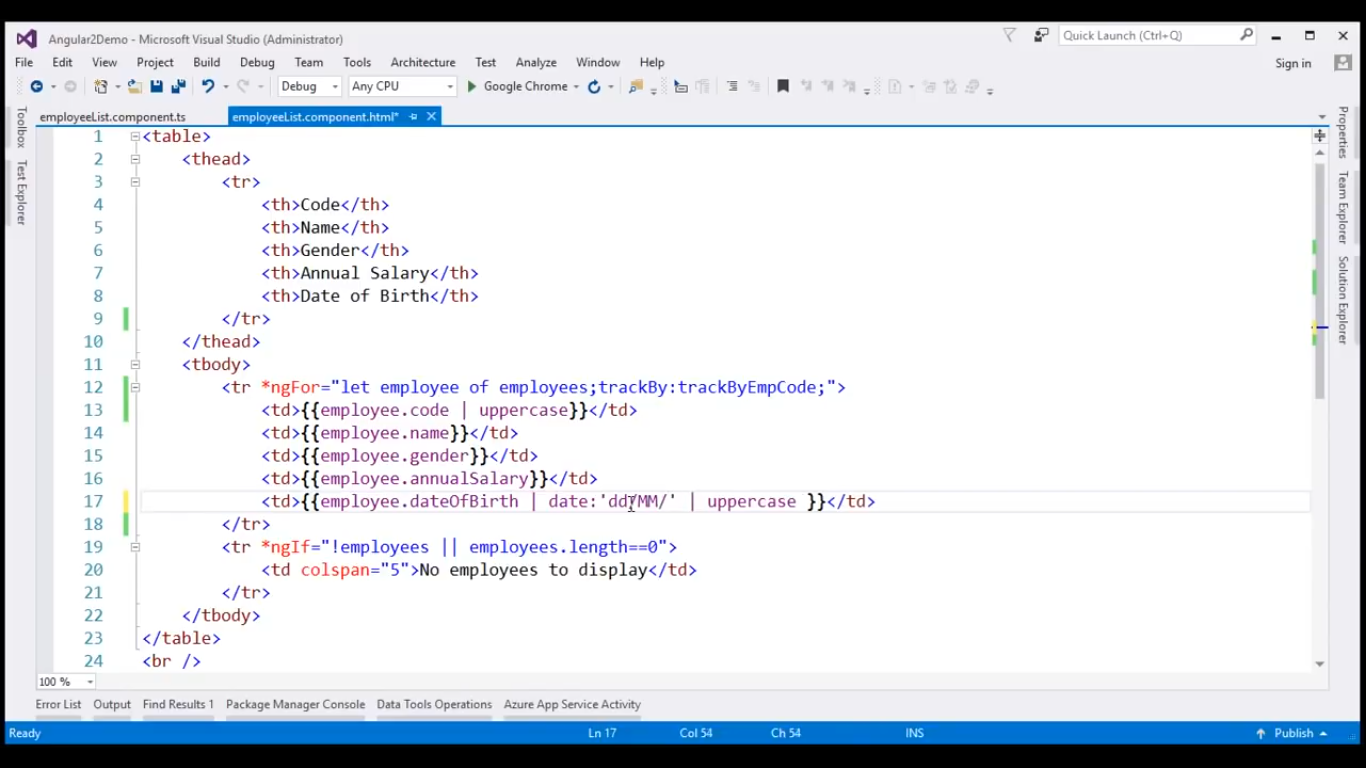 Angular2Demo - Microsoft Visual Studio (Administrator)
Quick Launch (Ctrl+Q)
File Edit View Project Build Debug Team Tools Architecture Test Analyze Window Help
Sign in
Debug Any CPU Google Chrome
employeeList.component.ts employeeList.component.html*
Toolbox
Test Explorer
Properties
Team Explorer
Solution Explorer
1 <table>
2 <thead>
3 <tr>
4 <th>Code</th>
5 <th>Name</th>
6 <th>Gender</th>
7 <th>Annual Salary</th>
8 <th>Date of Birth</th>
9 </tr>
10 </thead>
11 <tbody>
12 <tr *ngFor="let employee of employees;trackBy:trackByEmpCode;">
13 <td>{{employee.code | uppercase}}</td>
14 <td>{{employee.name}}</td>
15 <td>{{employee.gender}}</td>
16 <td>{{employee.annualSalary}}</td>
17 <td>{{employee.dateOfBirth | date:'dd/MM/' | uppercase }}</td>
18 </tr>
19 <tr *ngIf="!employees || employees.length==0">
20 <td colspan="5">No employees to display</td>
21 </tr>
22 </tbody>
23 </table>
24 <br />
100 %
Error List Output Find Results 1 Package Manager Console Data Tools Operations Azure App Service Activity
Ready Ln 17 Col 54 Ch 54 INS Publish